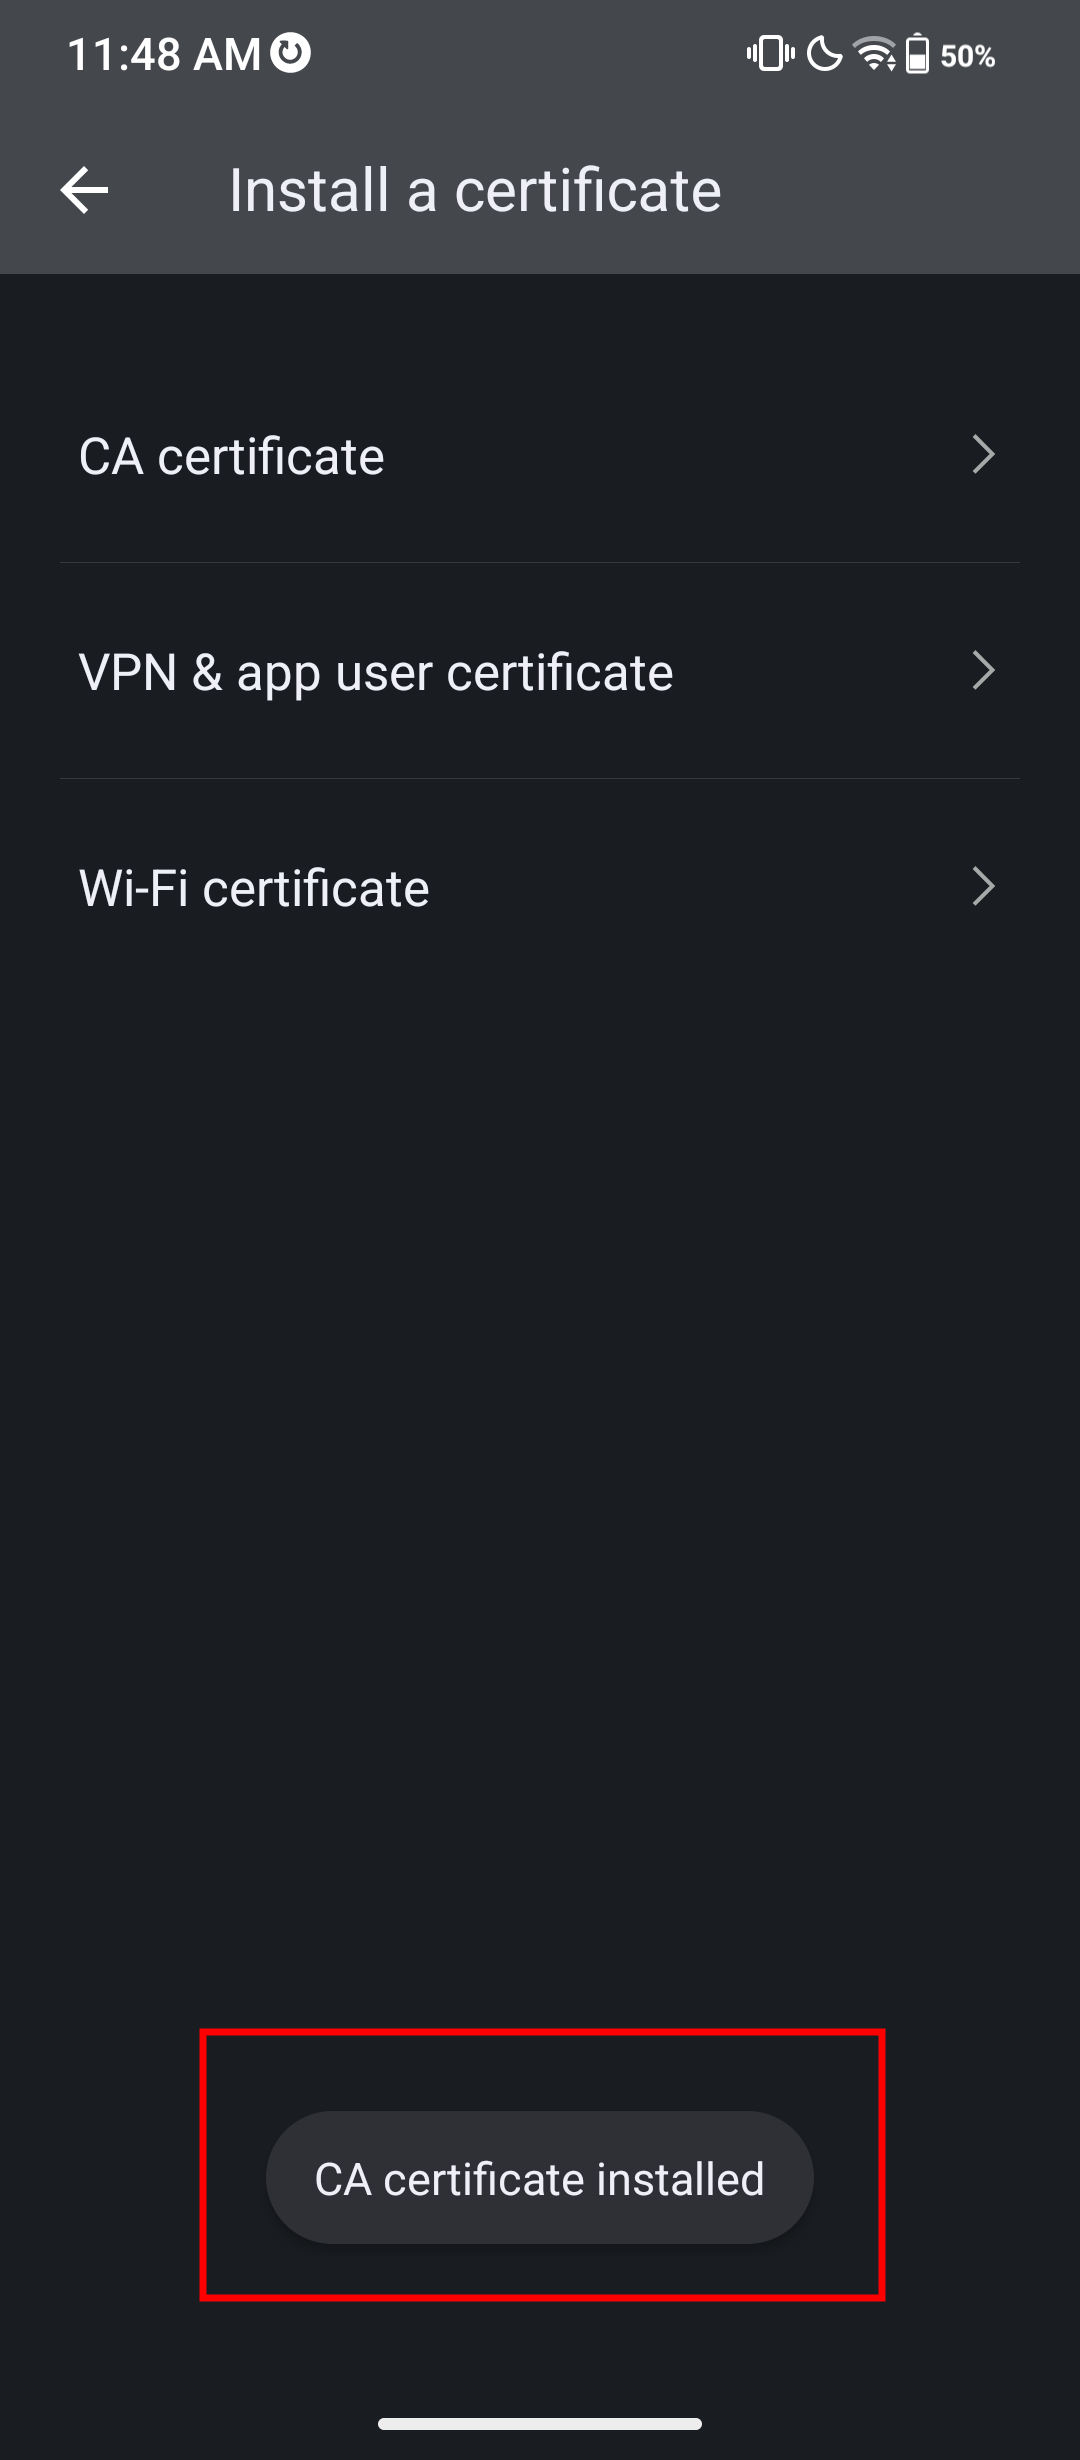 11:48 AM
50%
Install a certificate
CA certificate
VPN & app user certificate
Wi-Fi certificate
CA certificate installed